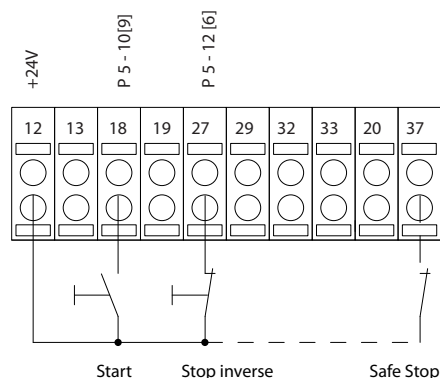 +24V
P 5 - 10[9]
P 5 - 12 [6]
12 13 18 19 27 29 32 33 20 37
Start Stop inverse Safe Stop